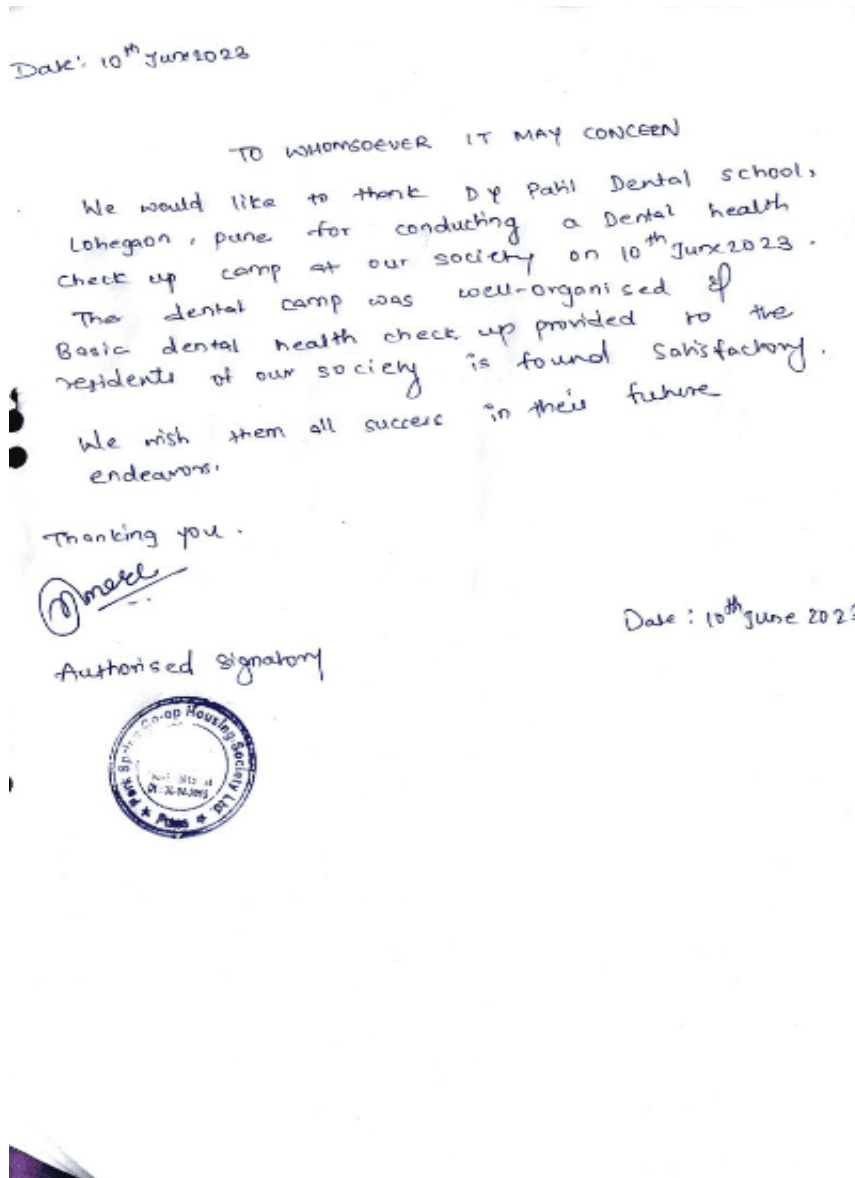 Date: 10th June 2023
TO WHOMSOEVER IT MAY CONCERN
We would like to thank DY Patil Dental school,
Lohegaon, pune for conducting a Dental health
check up camp at our society on 10th June 2023.
The dental camp was well-organised &
Basic dental health check up provided to the
residents of our society is found Satisfactory.
We wish them all success in their future
endeavors.
Thanking you.
Authorised Signatory
Date: 10th June 2023
Park Co-op Housing Society Ltd.
★ Pune ★